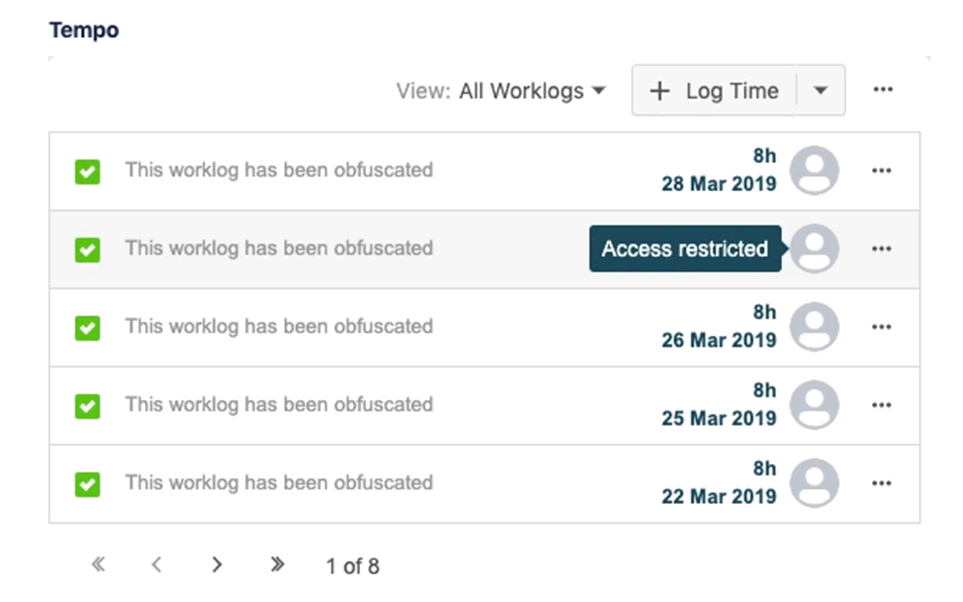 Tempo
View: All Worklogs
Log Time
This worklog has been obfuscated
8h
28 Mar 2019
This worklog has been obfuscated
Access restricted
This worklog has been obfuscated
8h
26 Mar 2019
This worklog has been obfuscated
8h
25 Mar 2019
This worklog has been obfuscated
8h
22 Mar 2019
1 of 8